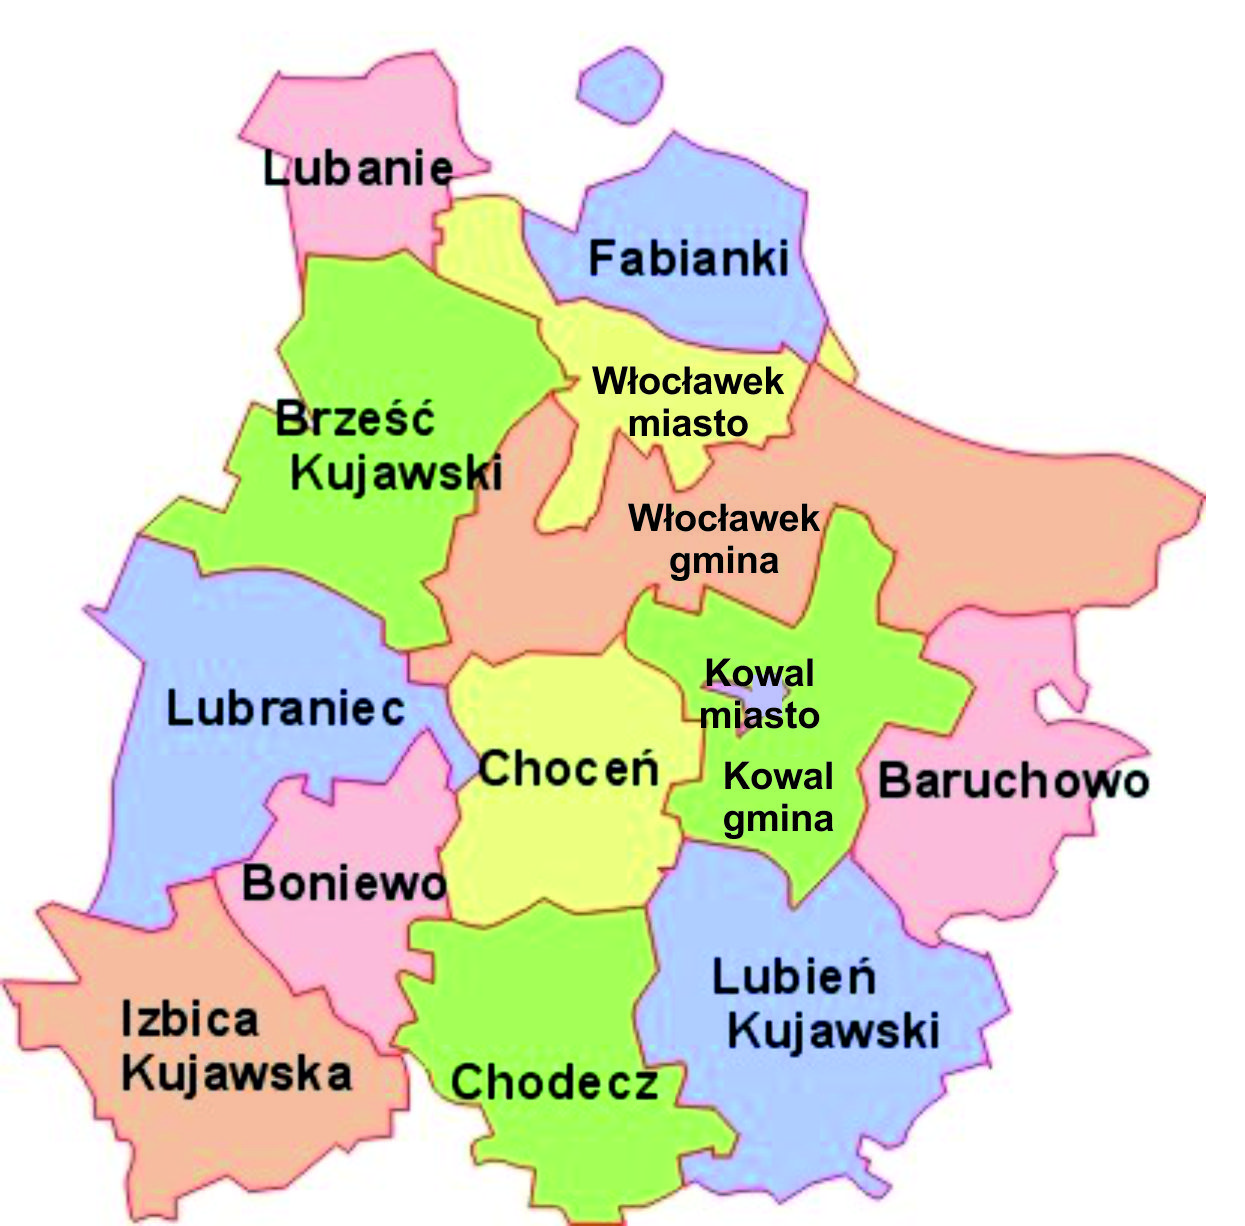 Lubanie
Fabianki
Włocławek
miasto
Brześć
Kujawski
Włocławek
gmina
Kowal
miasto
Lubraniec
Choceń
Kowal
gmina
Baruchowo
Boniewo
Lubień
Kujawski
Izbica
Kujawska
Chodecz